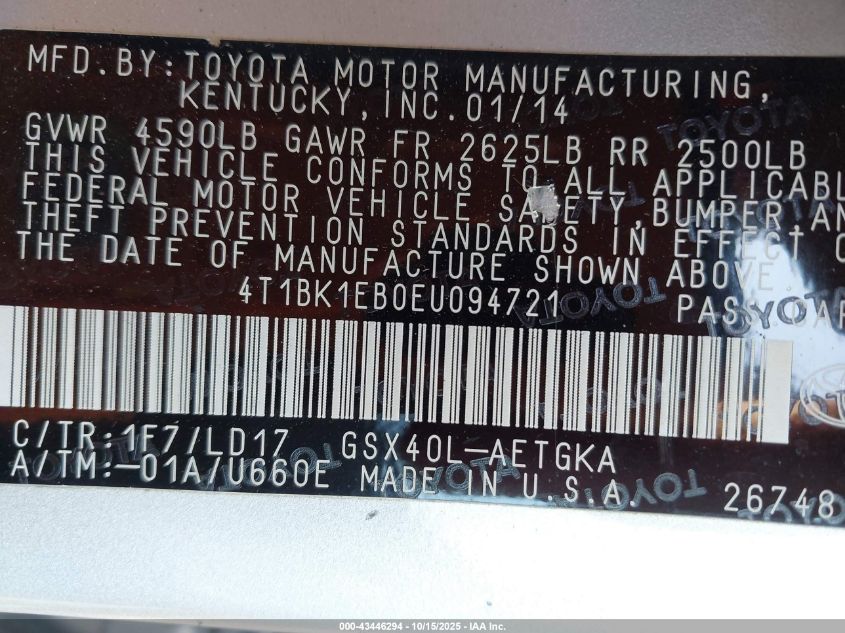 MFD.BY:TOYOTA MOTOR MANUFACTURING,
KENTUCKY,INC.01/14
GVWR 4590LB GAWR FR 2625LB RR 2500LB
THIS VEHICLE CONFORMS TO ALL APPLICABL
FEDERAL MOTOR VEHICLE SAFETY,BUMPER AN
THEFT PREVENTION STANDARDS IN EFFECT O
THE DATE OF MANUFACTURE SHOWN ABOVE.
4T1BK1EB0EU094721 PASS CAR
C/TR:1F7/LD17 GSX40L-AETGKA
A/TM:-01A/U660E MADE IN U.S.A. 26748
TOYOTA
000-43446294 - 10/15/2025 - IAA Inc.